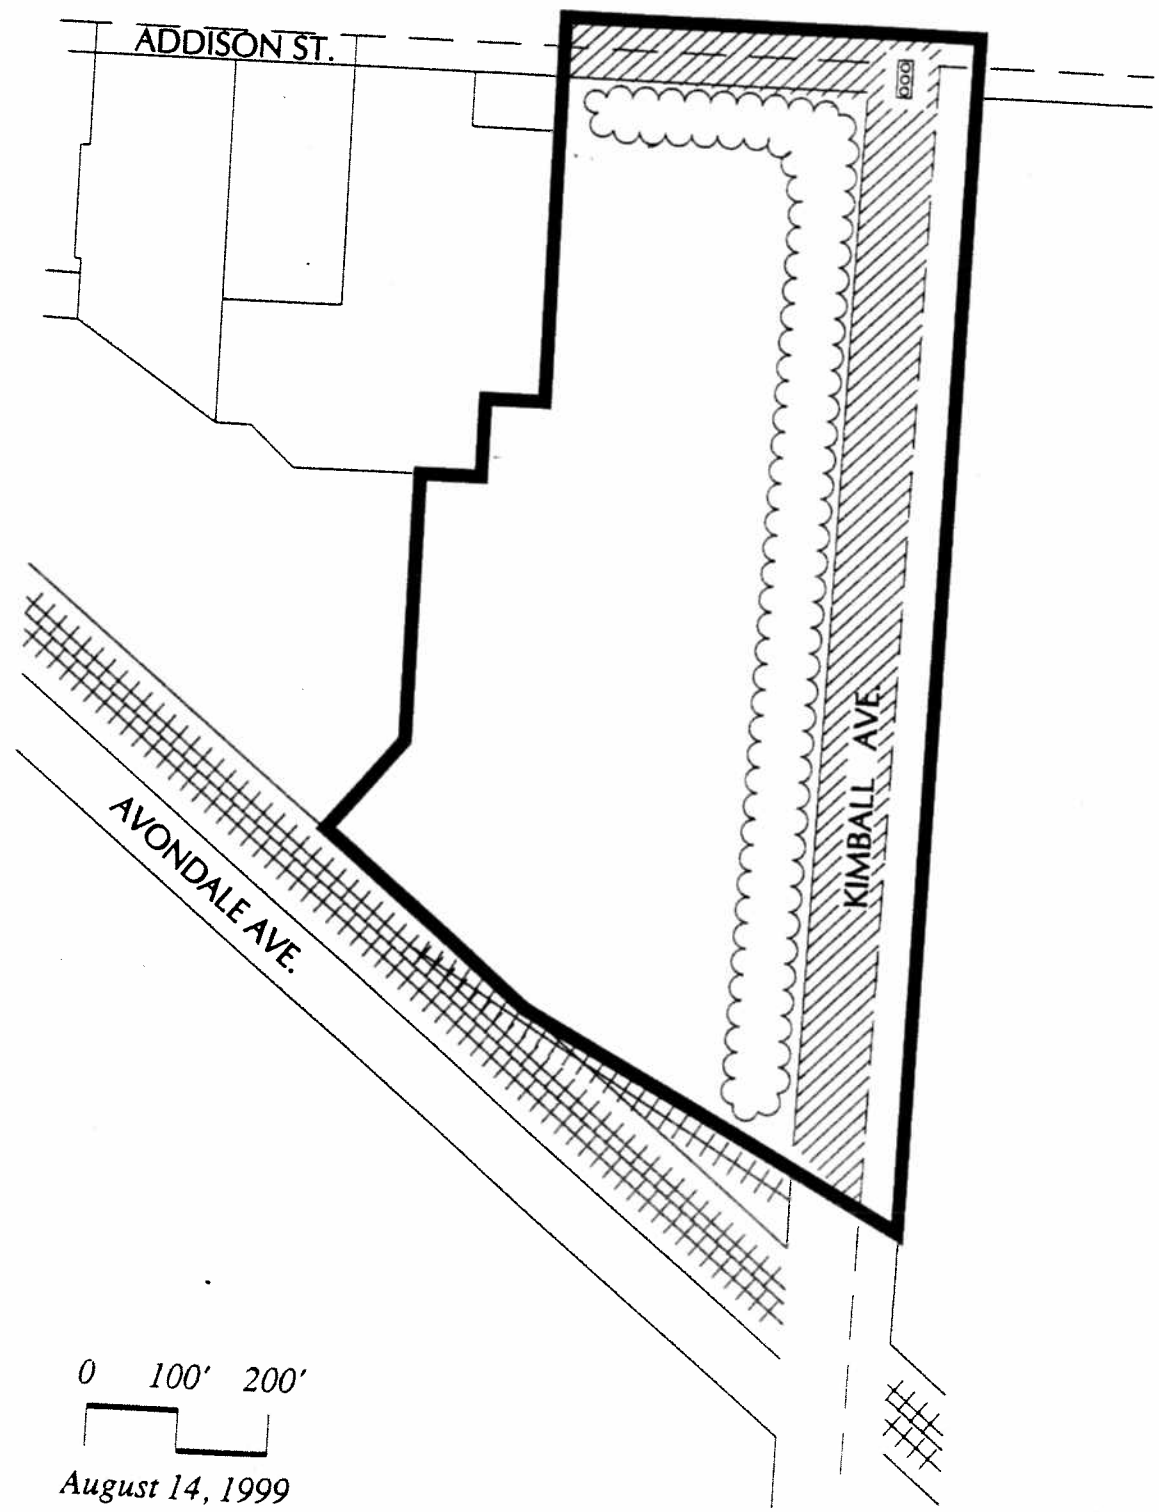 ADDISON ST.
KIMBALL AVE.
AVONDALE AVE.
0 100' 200'
August 14, 1999